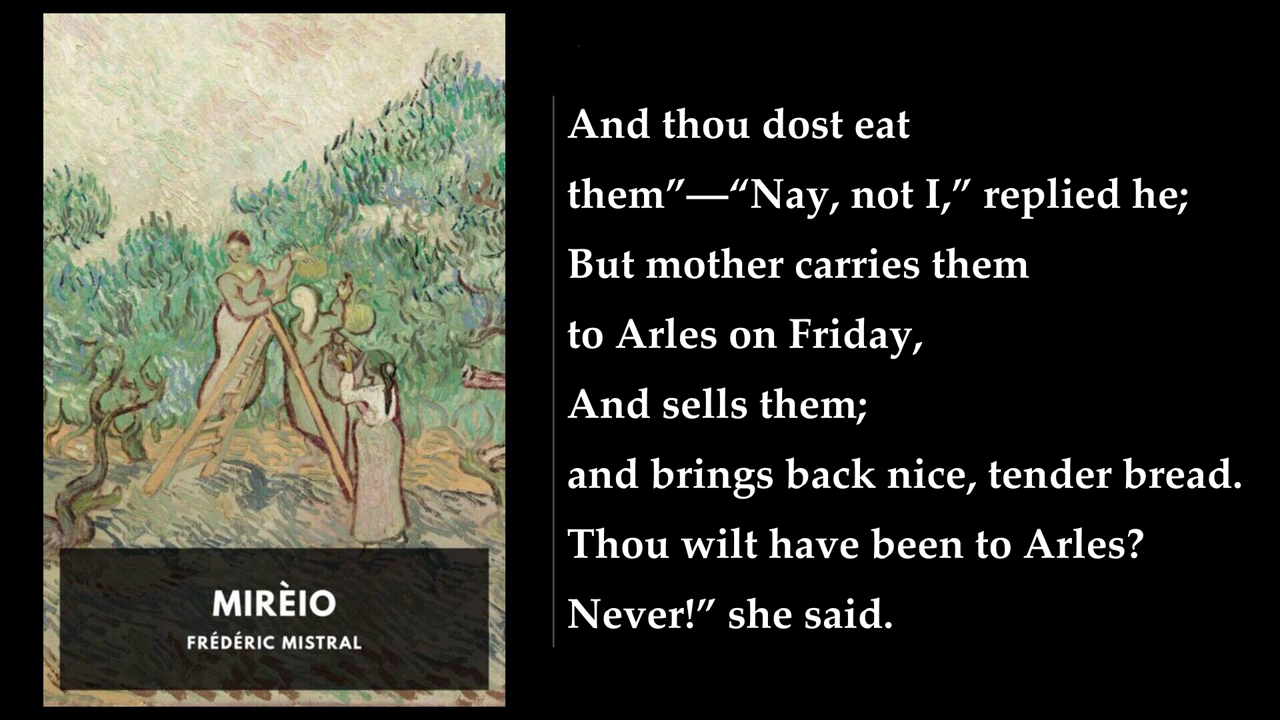 MIRÈIO
FRÉDÉRIC MISTRAL
And thou dost eat
them”—“Nay, not I,” replied he;
But mother carries them
to Arles on Friday,
And sells them;
and brings back nice, tender bread.
Thou wilt have been to Arles?
Never!” she said.